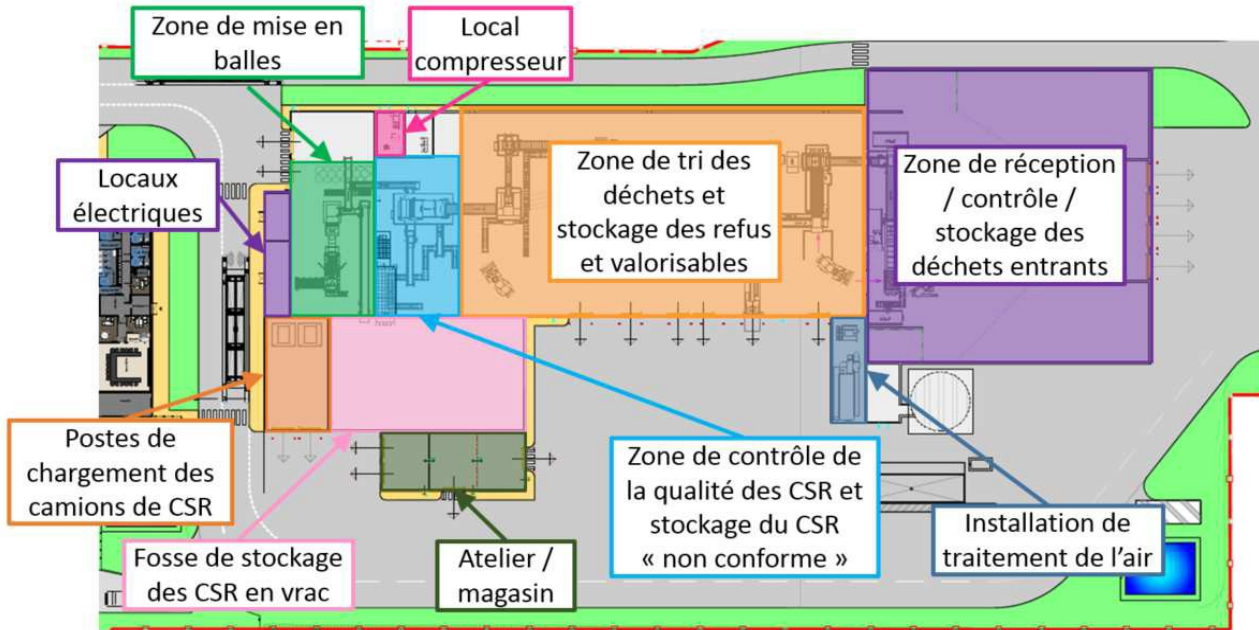 Zone de mise en
balles
Local
compresseur
Locaux
électriques
Zone de tri des
déchets et
stockage des refus
et valorisables
Zone de réception
/ contrôle /
stockage des
déchets entrants
Postes de
chargement des
camions de CSR
Fosse de stockage
des CSR en vrac
Atelier /
magasin
Zone de contrôle de
la qualité des CSR et
stockage du CSR
« non conforme »
Installation de
traitement de l’air